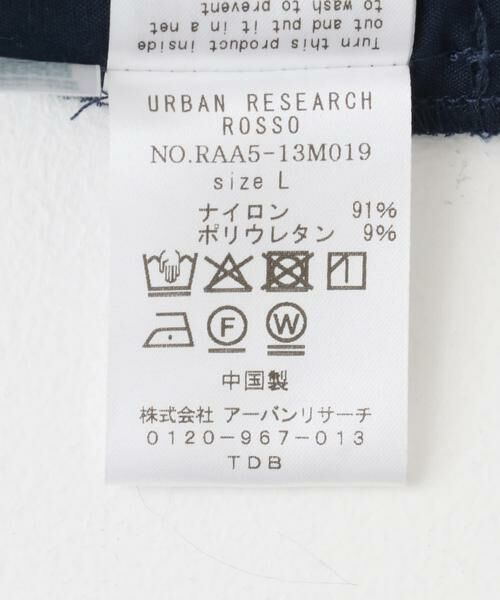 to wash to prevent
out and put it in a net
Turn this product inside
URBAN RESEARCH
ROSSO
NO.RAA5-13M019
size L
ナイロン 91%
ポリウレタン 9%
F W
中国製
株式会社 アーバンリサーチ
0120-967-013
TDB